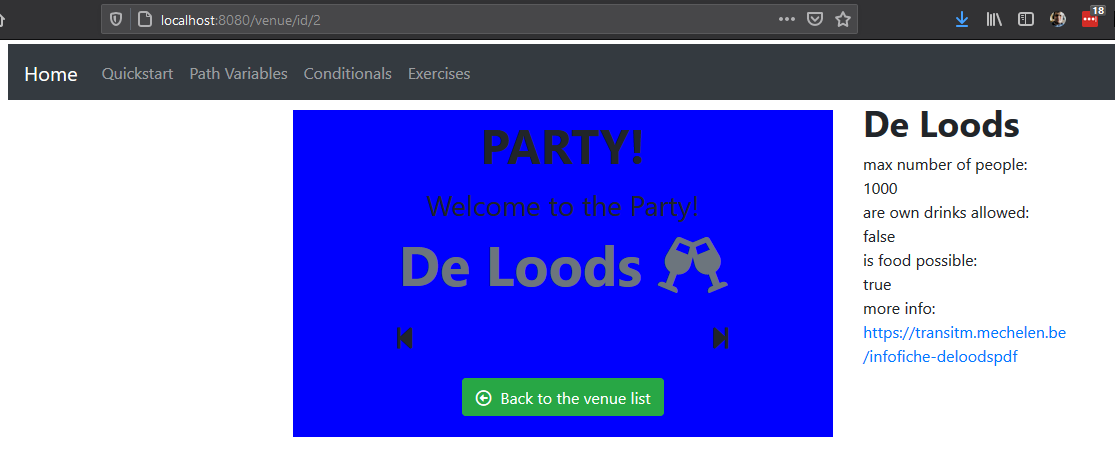 localhost:8080/venue/id/2
18
Home Quickstart Path Variables Conditionals Exercises
PARTY!
Welcome to the Party!
De Loods
Back to the venue list
De Loods
max number of people:
1000
are own drinks allowed:
false
is food possible:
true
more info:
https://transitm.mechelen.be
/infofiche-deloodspdf